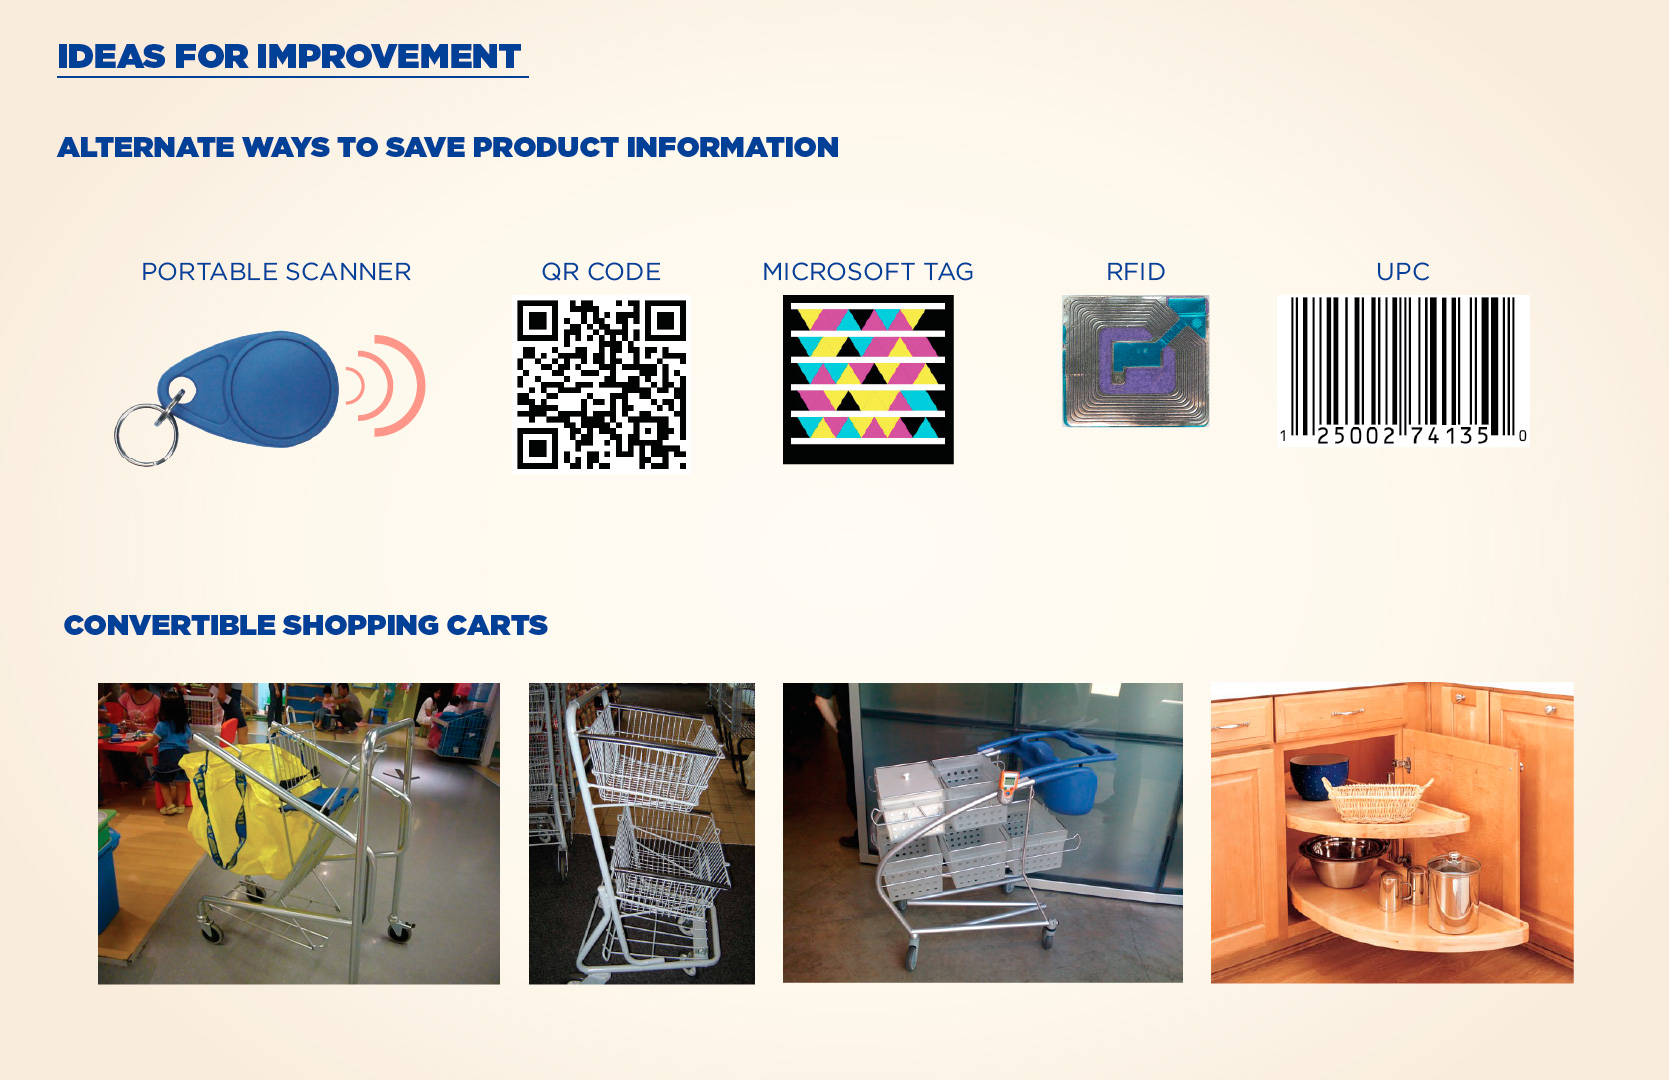 IDEAS FOR IMPROVEMENT
ALTERNATE WAYS TO SAVE PRODUCT INFORMATION
PORTABLE SCANNER
QR CODE
MICROSOFT TAG
RFID
UPC
1 25002 74135 0
CONVERTIBLE SHOPPING CARTS